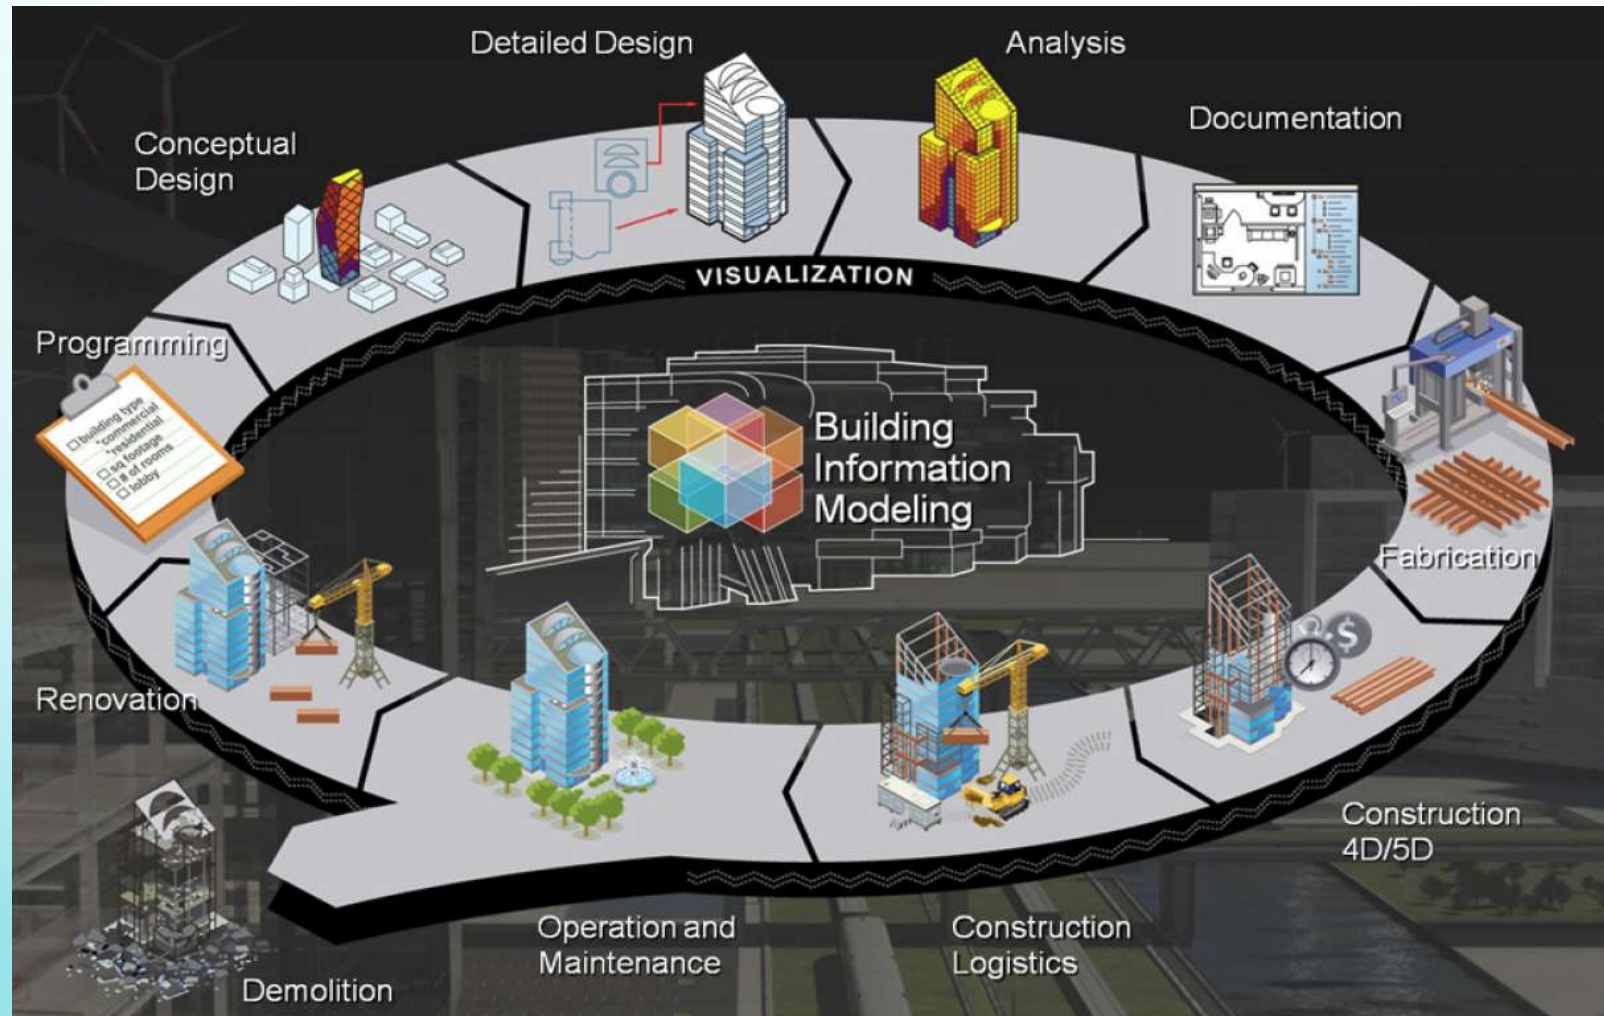 Detailed Design
Analysis
Documentation
Conceptual
Design
VISUALIZATION
Programming
building type
*commercial
*residential
sq footage
# of rooms
lobby
Building
Information
Modeling
Fabrication
$
Renovation
Construction
4D/5D
Operation and
Maintenance
Construction
Logistics
Demolition